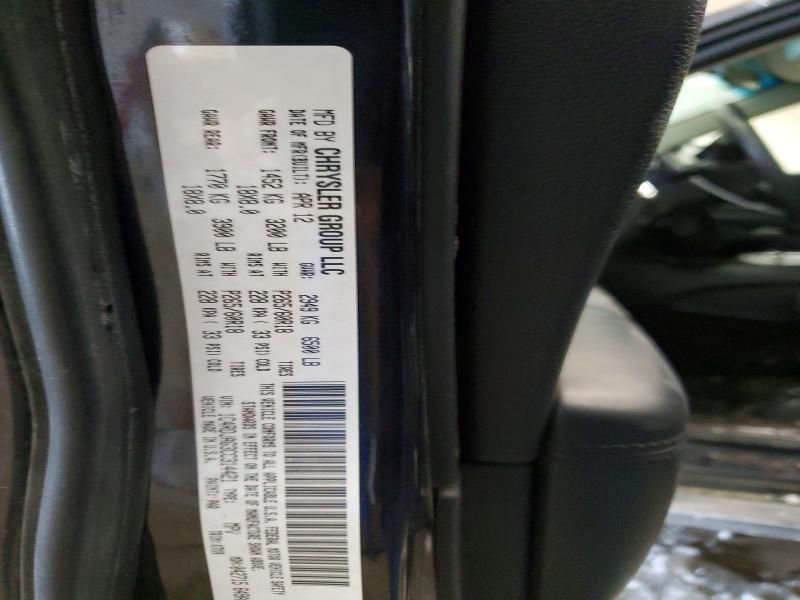 MFD BY CHRYSLER GROUP LLC
DATE OF MFR(BUILT): APR 12 GVWR: 2949 KG 6500 LB
GAWR FRONT: 1452 KG 3200 LB WITH P265/60R18 TIRES
18X8.0 RIMS AT 228 KPA ( 33 PSI) COLD
GAWR REAR: 1770 KG 3900 LB WITH P265/60R18 TIRES
18X8.0 RIMS AT 228 KPA ( 33 PSI) COLD
THIS VEHICLE CONFORMS TO ALL APPLICABLE U.S.A. FEDERAL MOTOR VEHICLE SAFETY
STANDARDS IN EFFECT ON THE DATE OF MANUFACTURE SHOWN ABOVE.
VIN: TYPE: MPV
VEHICLE MADE IN U.S.A. PAINT: